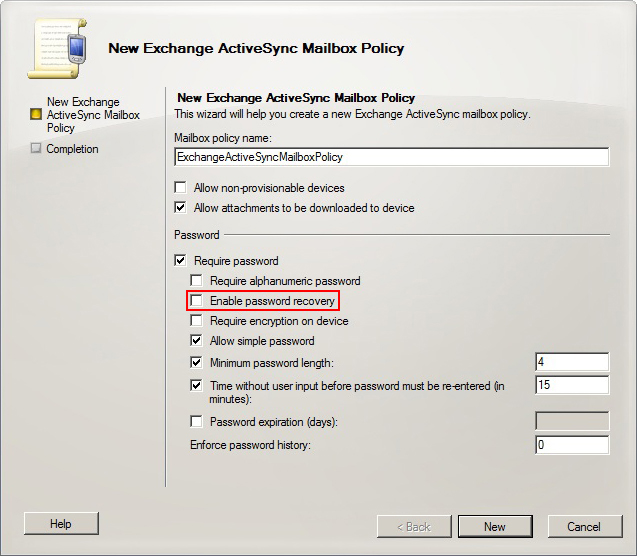 New Exchange ActiveSync Mailbox Policy
New Exchange
ActiveSync Mailbox
Policy
Completion
New Exchange ActiveSync Mailbox Policy
This wizard will help you create a new Exchange ActiveSync mailbox policy.
Mailbox policy name:
ExchangeActiveSyncMailboxPolicy
Allow non-provisionable devices
Allow attachments to be downloaded to device
Password
Require password
Require alphanumeric password
Enable password recovery
Require encryption on device
Allow simple password
Minimum password length: 4
Time without user input before password must be re-entered (in 15
minutes):
Password expiration (days):
Enforce password history: 0
Help
< Back
New
Cancel